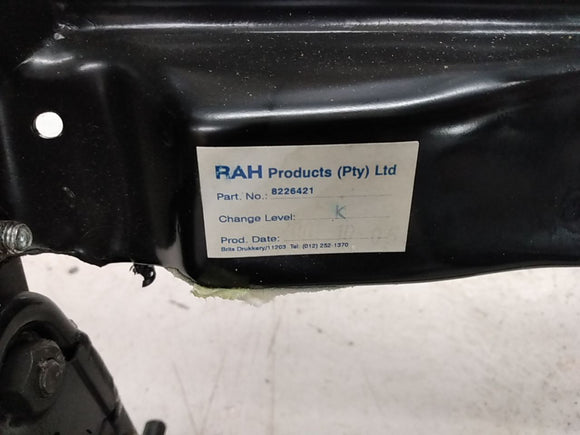 RAH Products (Pty) Ltd
Part. No.: 8226421
Change Level: K
Prod. Date:
Brits Drukkery/11203 Tel: (012) 252-1370